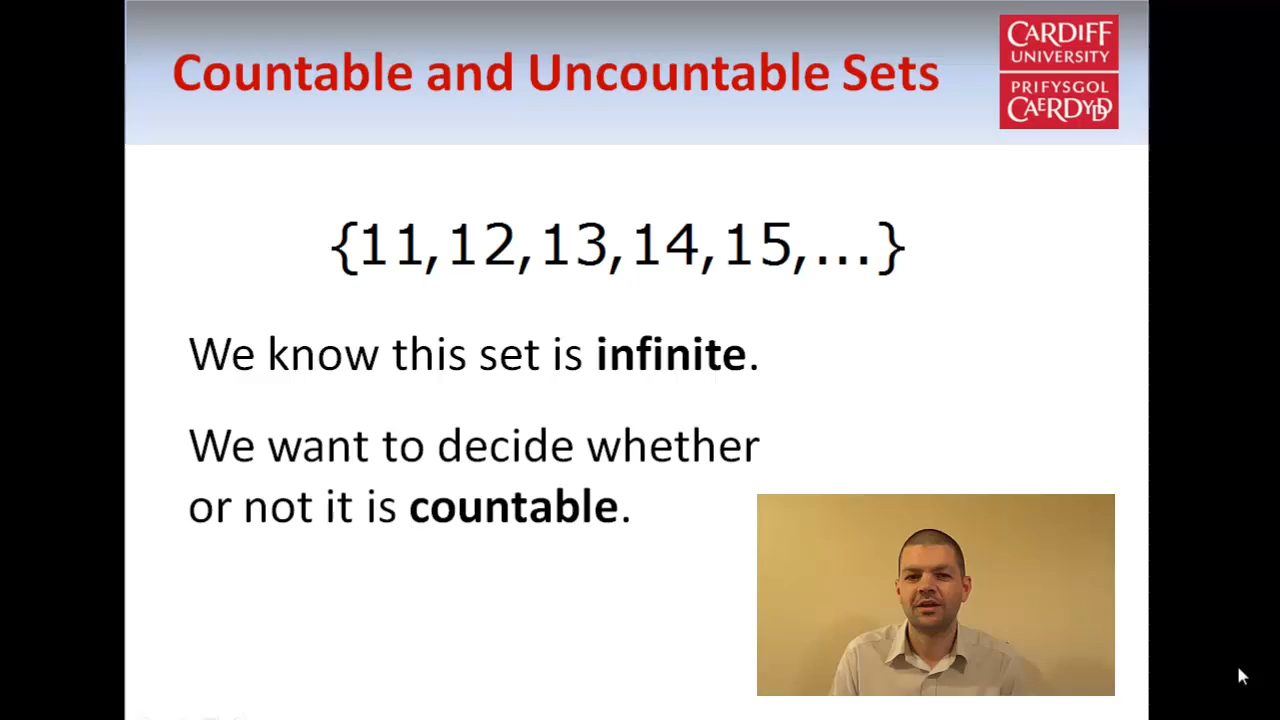 Countable and Uncountable Sets
CARDIFF
UNIVERSITY
PRIFYSGOL
CAERDYDD
{11,12,13,14,15,...}
We know this set is infinite.
We want to decide whether
or not it is countable.